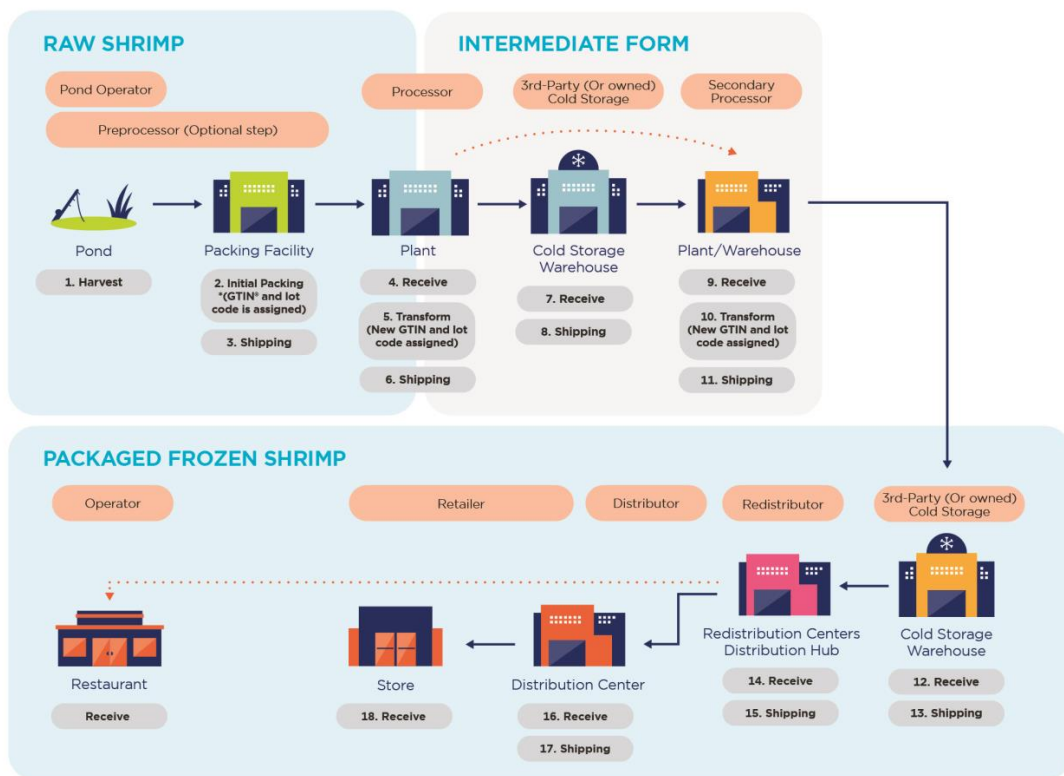 RAW SHRIMP
INTERMEDIATE FORM
Pond Operator
Processor
3rd-Party (Or owned)
Cold Storage
Secondary
Processor
Preprocessor (Optional step)
Pond
Packing Facility
Plant
Cold Storage
Warehouse
Plant/Warehouse
1. Harvest
2. Initial Packing
*(GTIN® and lot
code is assigned)
3. Shipping
4. Receive
5. Transform
(New GTIN and lot
code assigned)
6. Shipping
7. Receive
8. Shipping
9. Receive
10. Transform
(New GTIN and lot
code assigned)
11. Shipping
PACKAGED FROZEN SHRIMP
Operator
Retailer
Distributor
Redistributor
3rd-Party (Or owned)
Cold Storage
Restaurant
Store
Distribution Center
Redistribution Centers
Distribution Hub
Cold Storage
Warehouse
Receive
18. Receive
16. Receive
17. Shipping
14. Receive
15. Shipping
12. Receive
13. Shipping